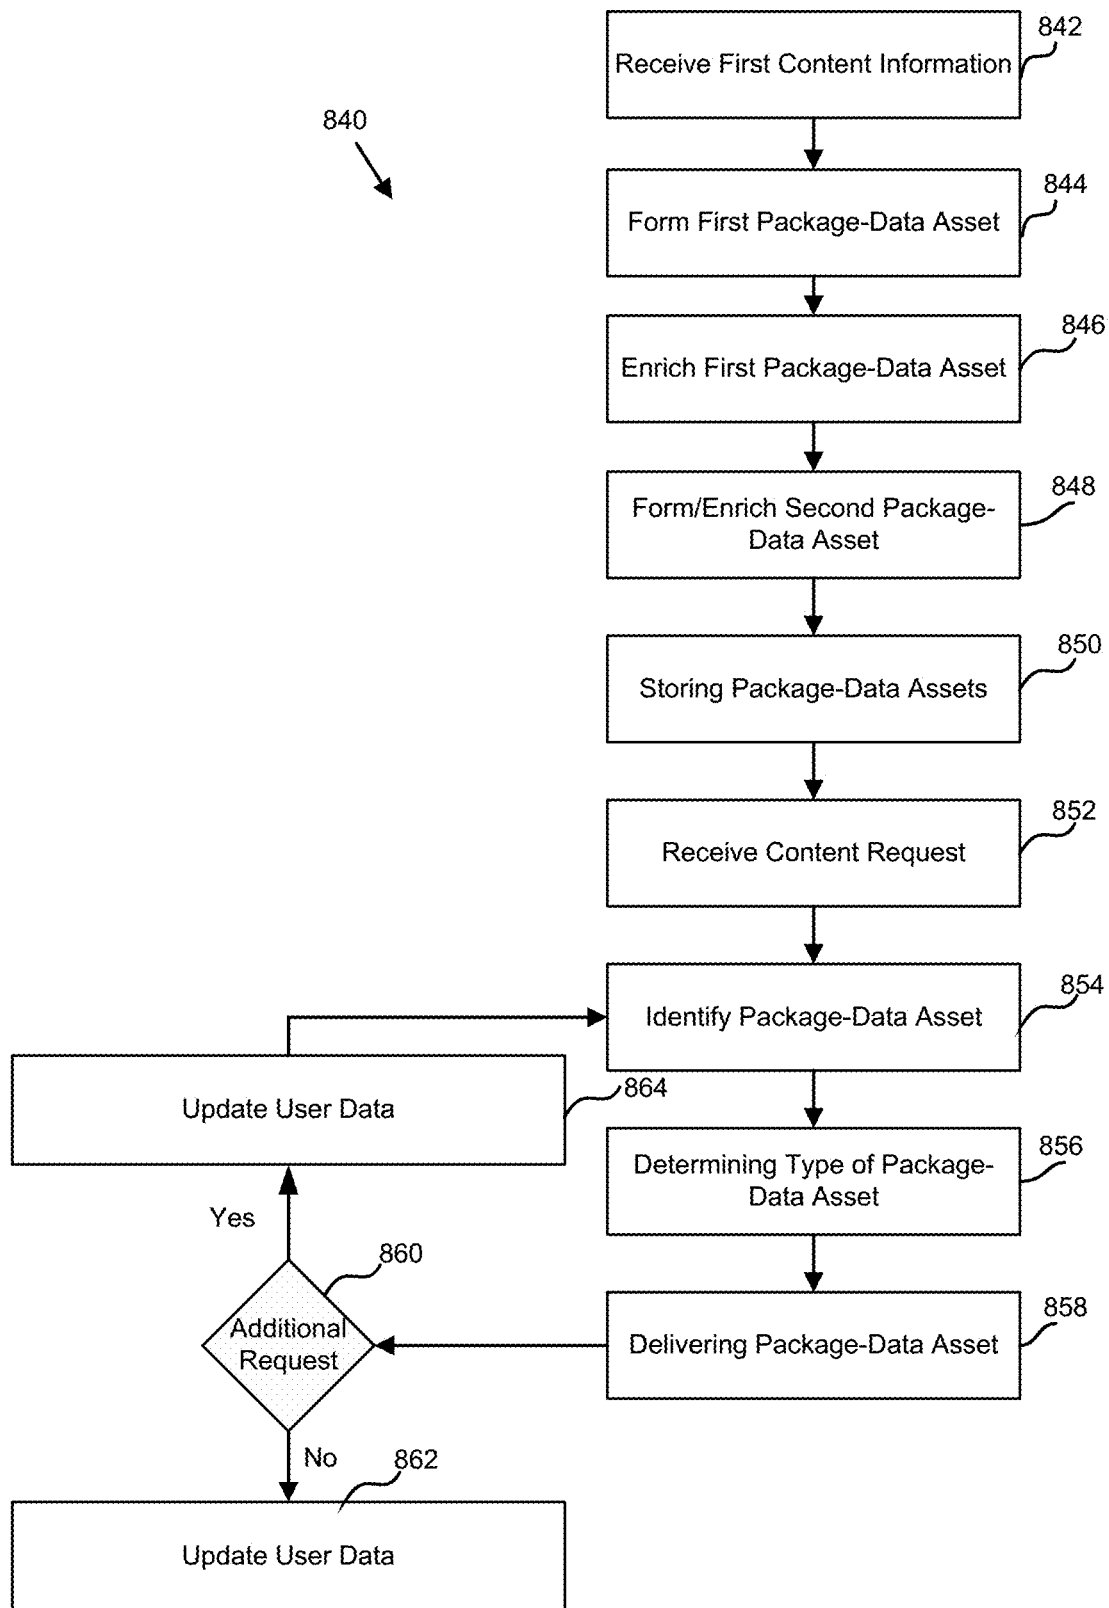 842
Receive First Content Information
840
844
Form First Package-Data Asset
846
Enrich First Package-Data Asset
848
Form/Enrich Second Package-
Data Asset
850
Storing Package-Data Assets
852
Receive Content Request
854
Identify Package-Data Asset
864
Update User Data
856
Determining Type of Package-
Data Asset
Yes
860
858
Additional
Request
Delivering Package-Data Asset
No
862
Update User Data